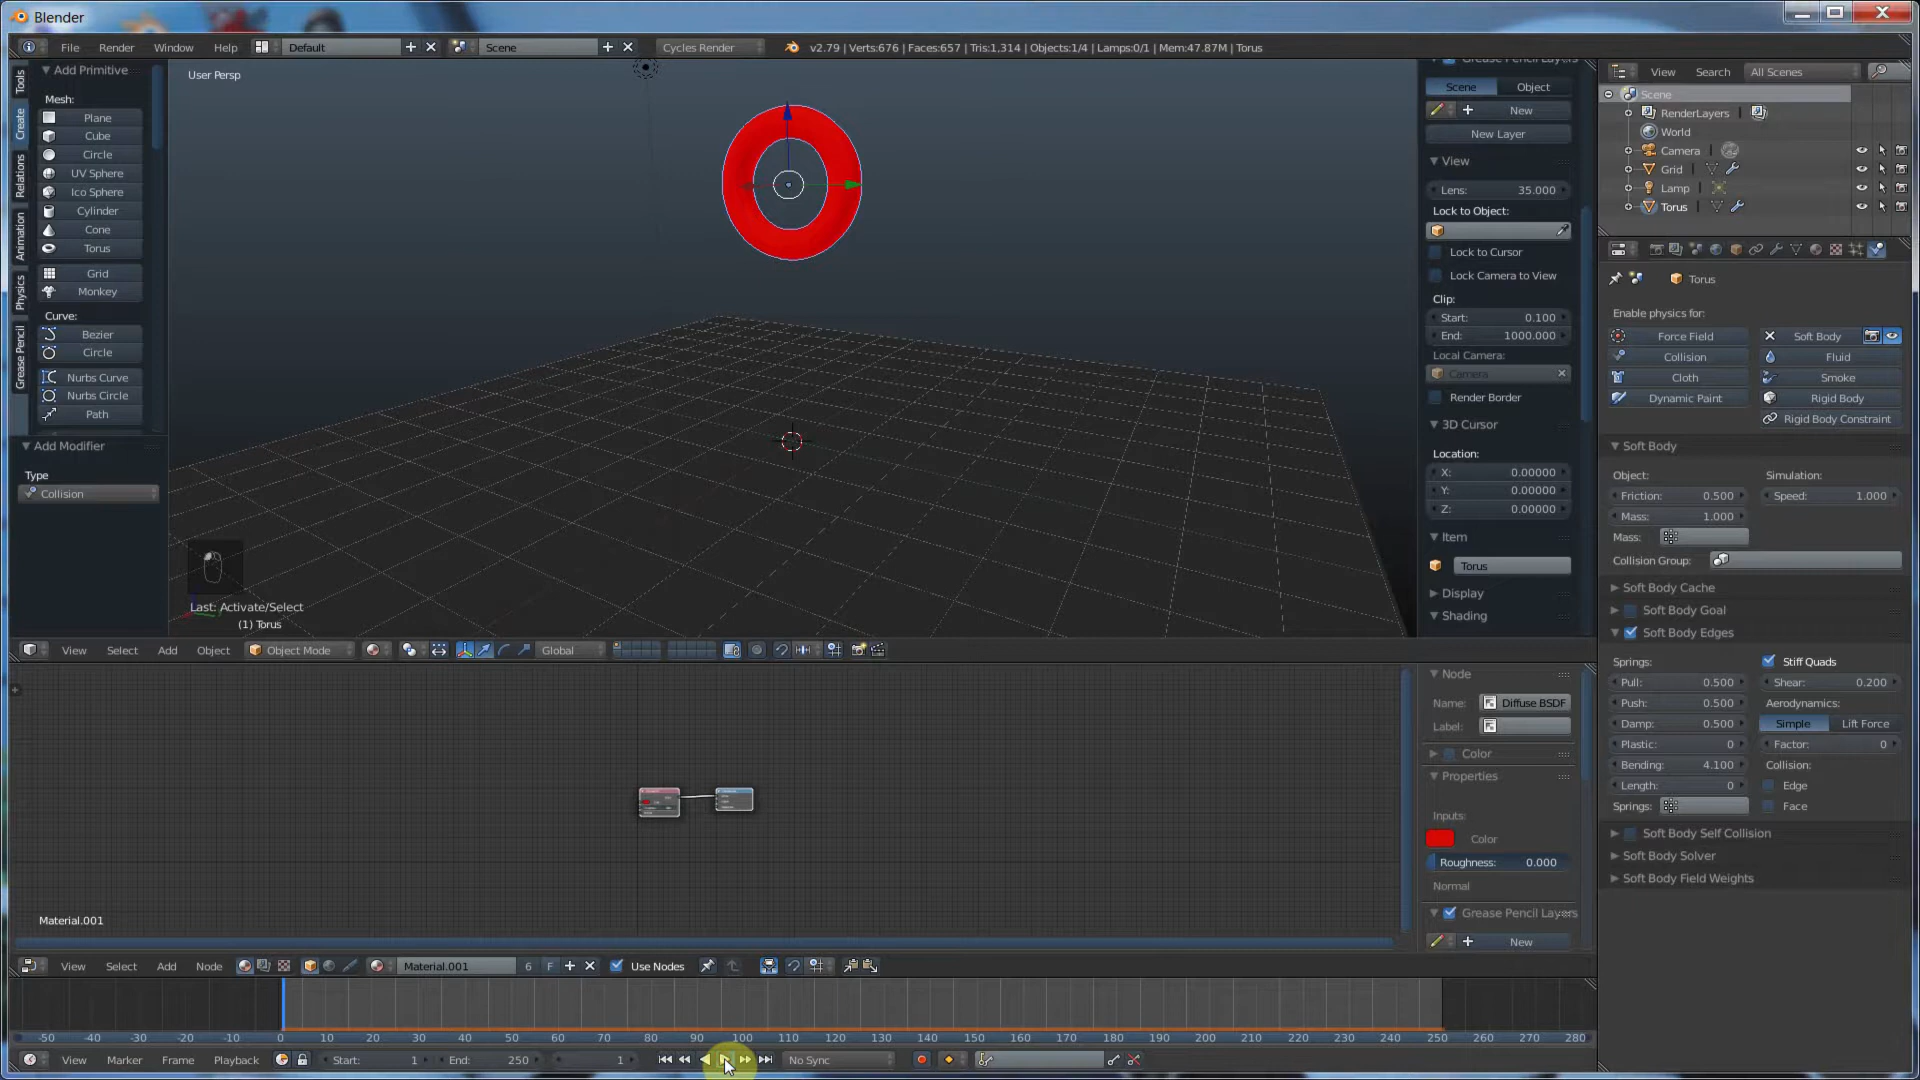 Blender
File Render Window Help Default Scene Cycles Render v2.79 | Verts:676 | Faces:657 | Tris:1,314 | Objects:1/4 | Lamps:0/1 | Mem:47.87M | Torus
Tools
Create
Relations
Animation
Physics
Grease Pencil
Add Primitive
Mesh:
Plane
Cube
Circle
UV Sphere
Ico Sphere
Cylinder
Cone
Torus
Grid
Monkey
Curve:
Bezier
Circle
Nurbs Curve
Nurbs Circle
Path
Add Modifier
Type
Collision
User Persp
Last: Activate/Select
(1) Torus
Grease Pencil Layers
Scene Object
New
New Layer
View
Lens: 35.000
Lock to Object:
Lock to Cursor
Lock Camera to View
Clip:
Start: 0.100
End: 1000.000
Local Camera:
Camera
Render Border
3D Cursor
Location:
X: 0.00000
Y: 0.00000
Z: 0.00000
Item
Torus
Display
Shading
View Search All Scenes
Scene
RenderLayers
World
Camera
Grid
Lamp
Torus
Torus
Enable physics for:
Force Field Soft Body
Collision Fluid
Cloth Smoke
Dynamic Paint Rigid Body
Rigid Body Constraint
Soft Body
Object: Simulation:
Friction: 0.500 Speed: 1.000
Mass: 1.000
Mass:
Collision Group:
Soft Body Cache
Soft Body Goal
Soft Body Edges
Springs: Stiff Quads
Pull: 0.500 Shear: 0.200
Push: 0.500 Aerodynamics:
Damp: 0.500 Simple Lift Force
Plastic: 0 Factor: 0
Bending: 4.100 Collision:
Length: 0 Edge
Springs: Face
Soft Body Self Collision
Soft Body Solver
Soft Body Field Weights
View Select Add Object Object Mode Global
Node
Name: Diffuse BSDF
Label:
Color
Properties
Inputs:
Color
Roughness: 0.000
Normal
Grease Pencil Layers
New
Material.001
View Select Add Node Material.001 6 F Use Nodes
-50 -40 -30 -20 -10 0 10 20 30 40 50 60 70 80 90 100 110 120 130 140 150 160 170 180 190 200 210 220 230 240 250 260 270 280
View Marker Frame Playback Start: 1 End: 250 1 No Sync